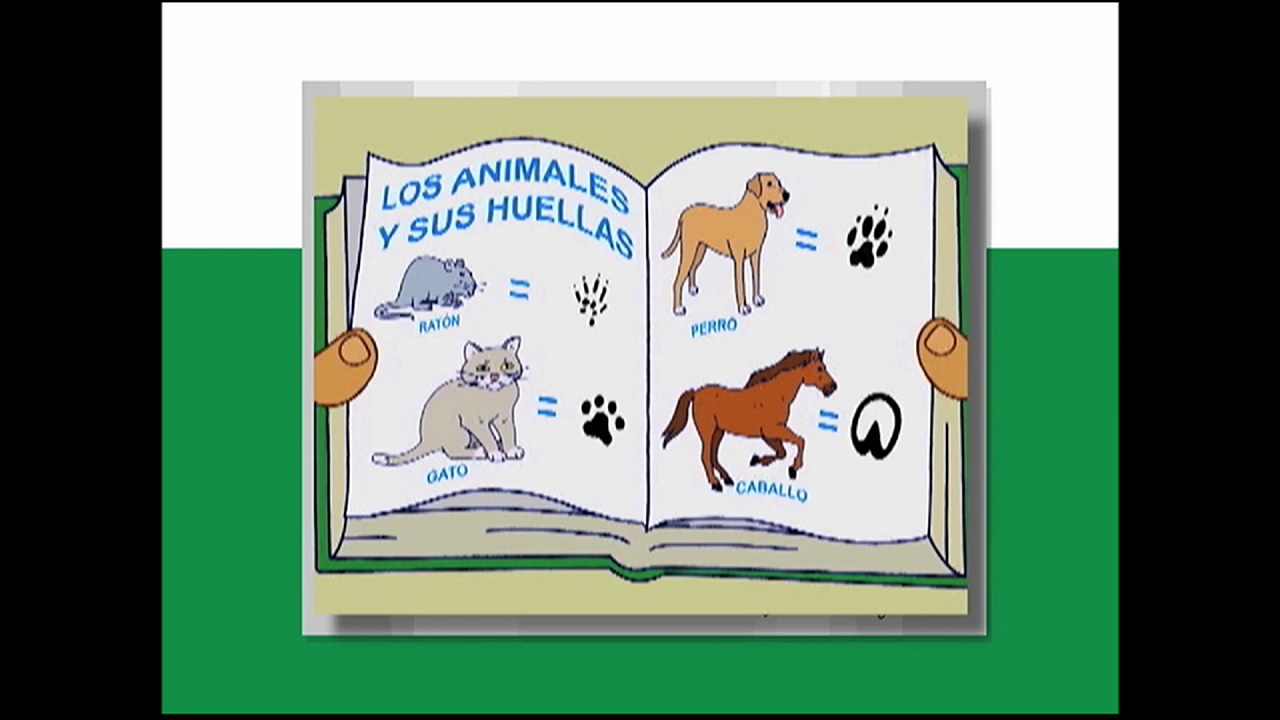 LOS ANIMALES
Y SUS HUELLAS
RATÓN
GATO
PERRO
CABALLO